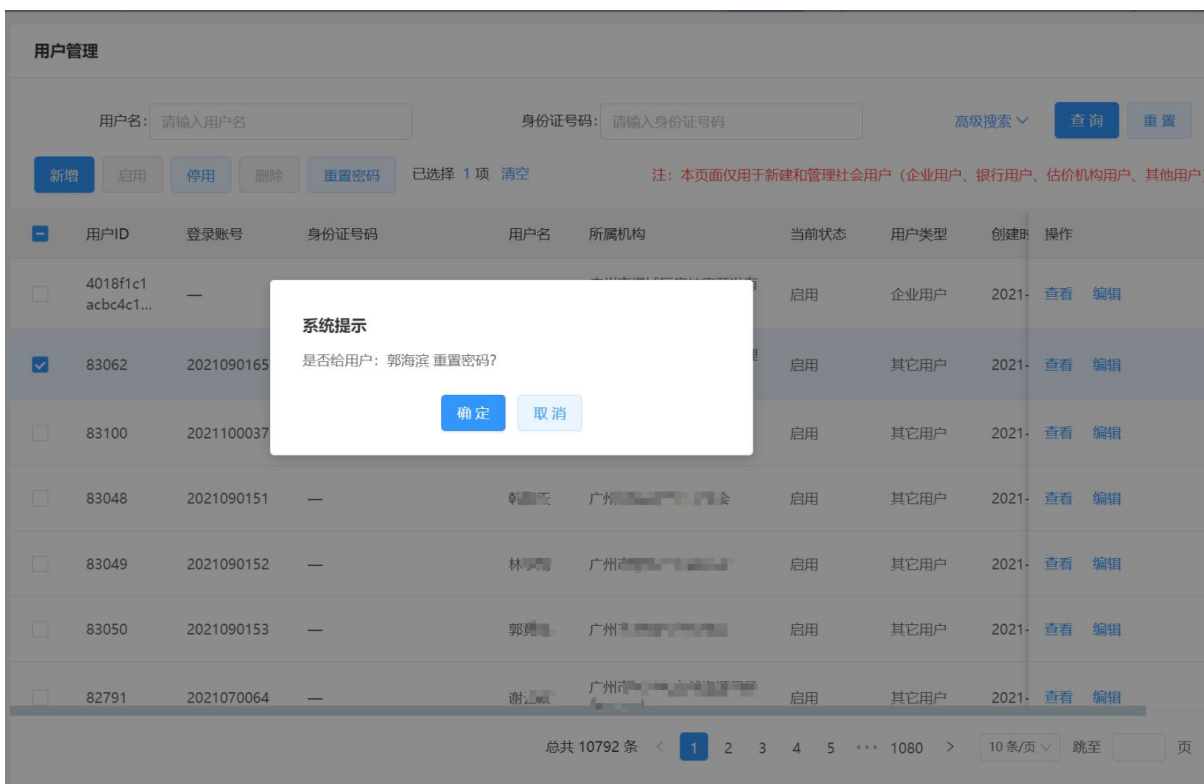 用户管理
用户名: 请输入用户名 身份证号码: 请输入身份证号码 高级搜索 查询 重置
新增 启用 停用 删除 重置密码 已选择 1 项 清空 注：本页面仅用于新建和管理社会用户（企业用户、银行用户、估价机构用户、其他用户）
用户ID 登录账号 身份证号码 用户名 所属机构 当前状态 用户类型 创建时 操作
4018f1c1
acbc4c1... — 启用 企业用户 2021- 查看 编辑
系统提示
是否给用户：郭海滨 重置密码?
确定 取消
83062 2021090165 启用 其它用户 2021- 查看 编辑
83100 2021100037 启用 其它用户 2021- 查看 编辑
83048 2021090151 — 广州 启用 其它用户 2021- 查看 编辑
83049 2021090152 — 林 广州市 启用 其它用户 2021- 查看 编辑
83050 2021090153 — 郭 广州 启用 其它用户 2021- 查看 编辑
82791 2021070064 — 谢 广州市 启用 其它用户 2021- 查看 编辑
总共 10792 条 < 1 2 3 4 5 ••• 1080 > 10 条/页 跳至 页